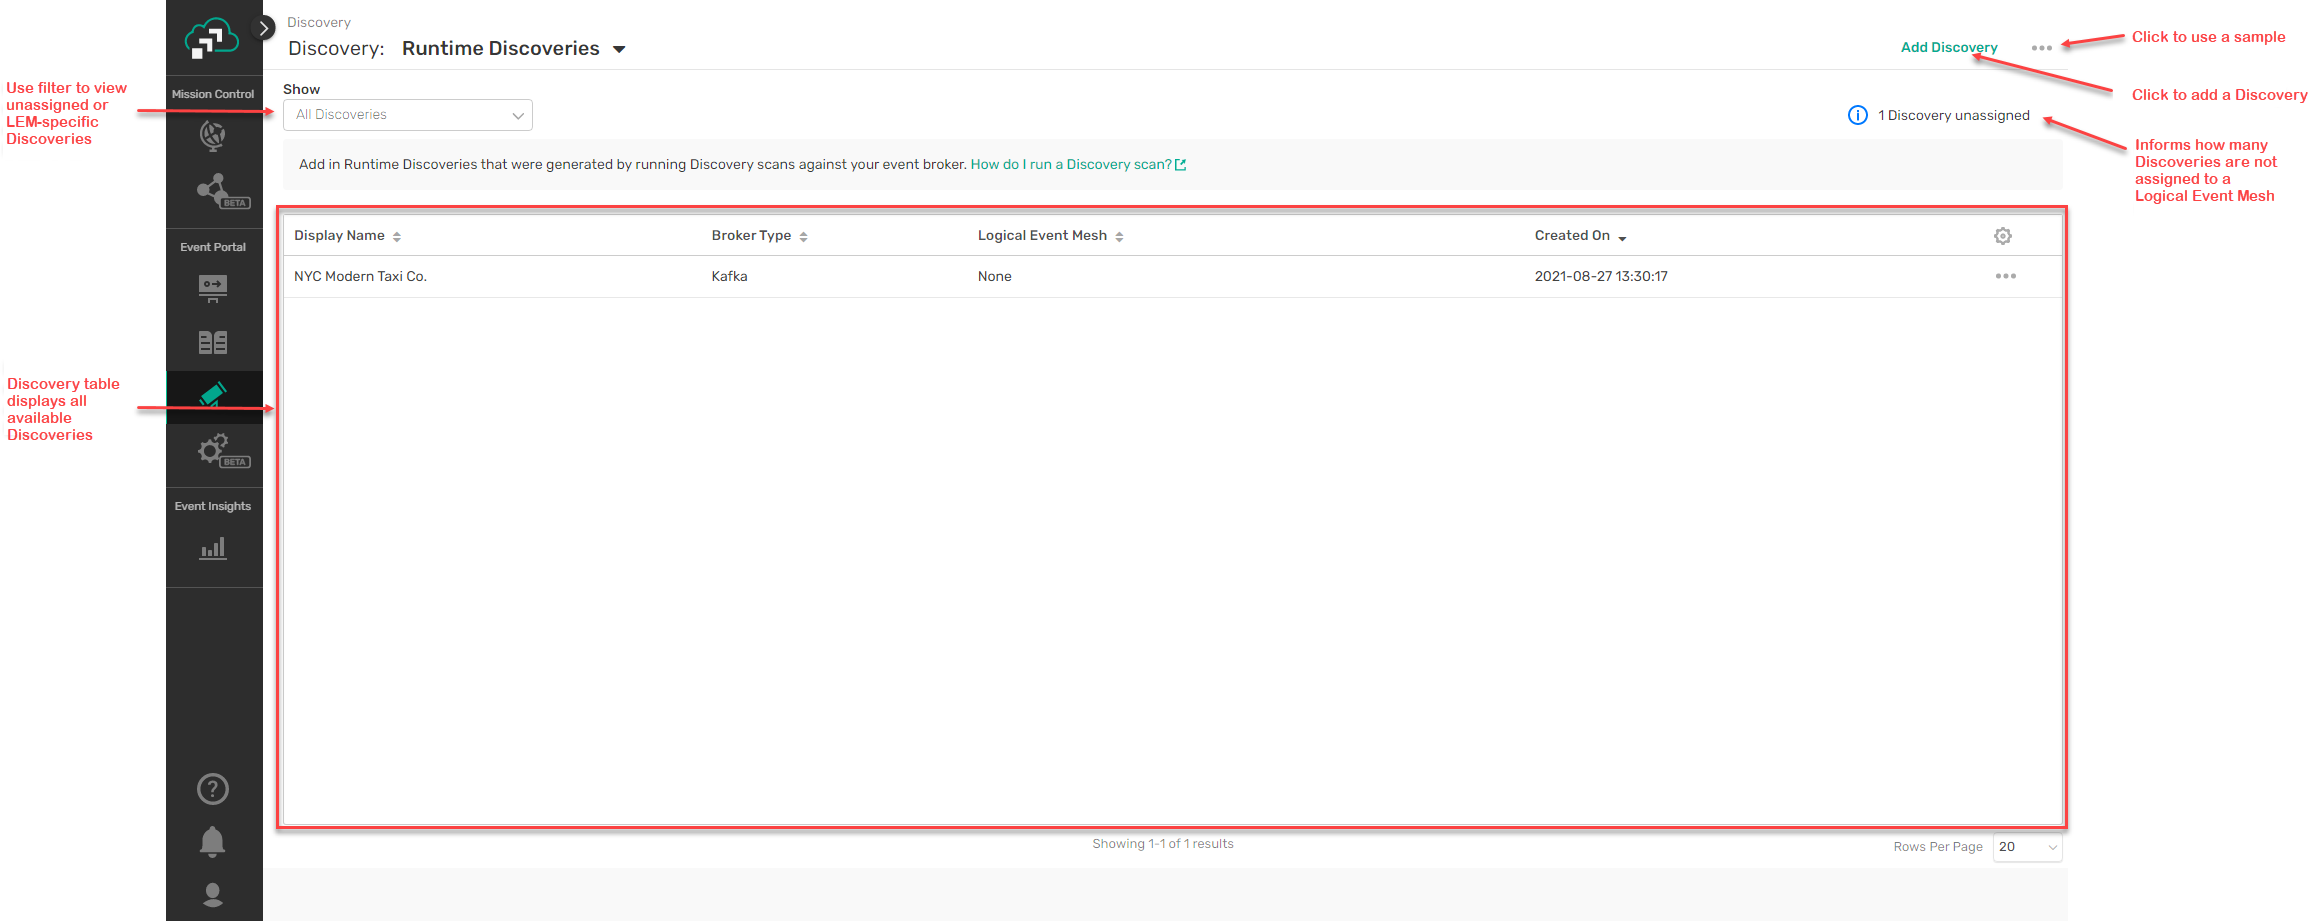 Discovery
Discovery: Runtime Discoveries
Add Discovery
Click to use a sample
Use filter to view
unassigned or
LEM-specific
Discoveries
Mission Control
Show
All Discoveries
Click to add a Discovery
1 Discovery unassigned
Informs how many
Discoveries are not
assigned to a
Logical Event Mesh
Add in Runtime Discoveries that were generated by running Discovery scans against your event broker. How do I run a Discovery scan?
BETA
Event Portal
Display Name Broker Type Logical Event Mesh Created On
NYC Modern Taxi Co. Kafka None 2021-08-27 13:30:17
Discovery table
displays all
available
Discoveries
BETA
Event Insights
Showing 1-1 of 1 results
Rows Per Page 20